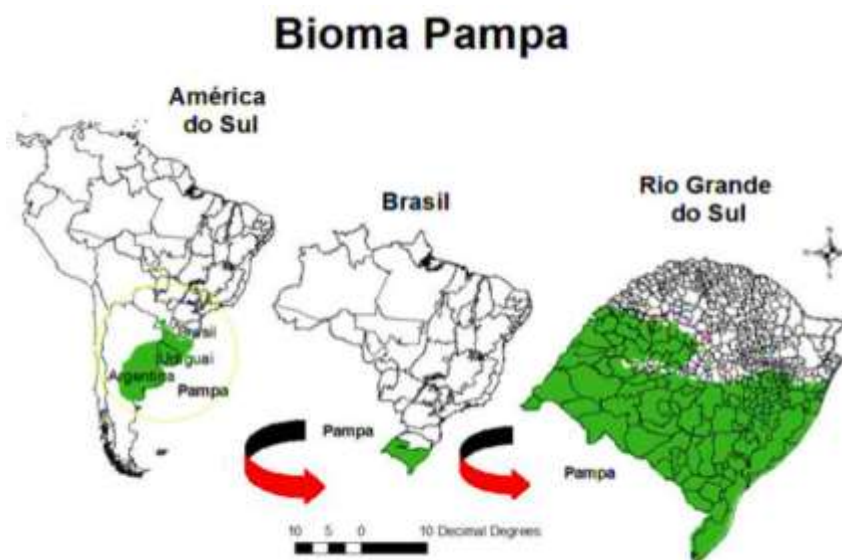 Bioma Pampa
América
do Sul
Brasil
Rio Grande
do Sul
Brasil
Uruguai
Argentina
Pampa
Pampa
Pampa
10 5 0 10 Decimal Degrees